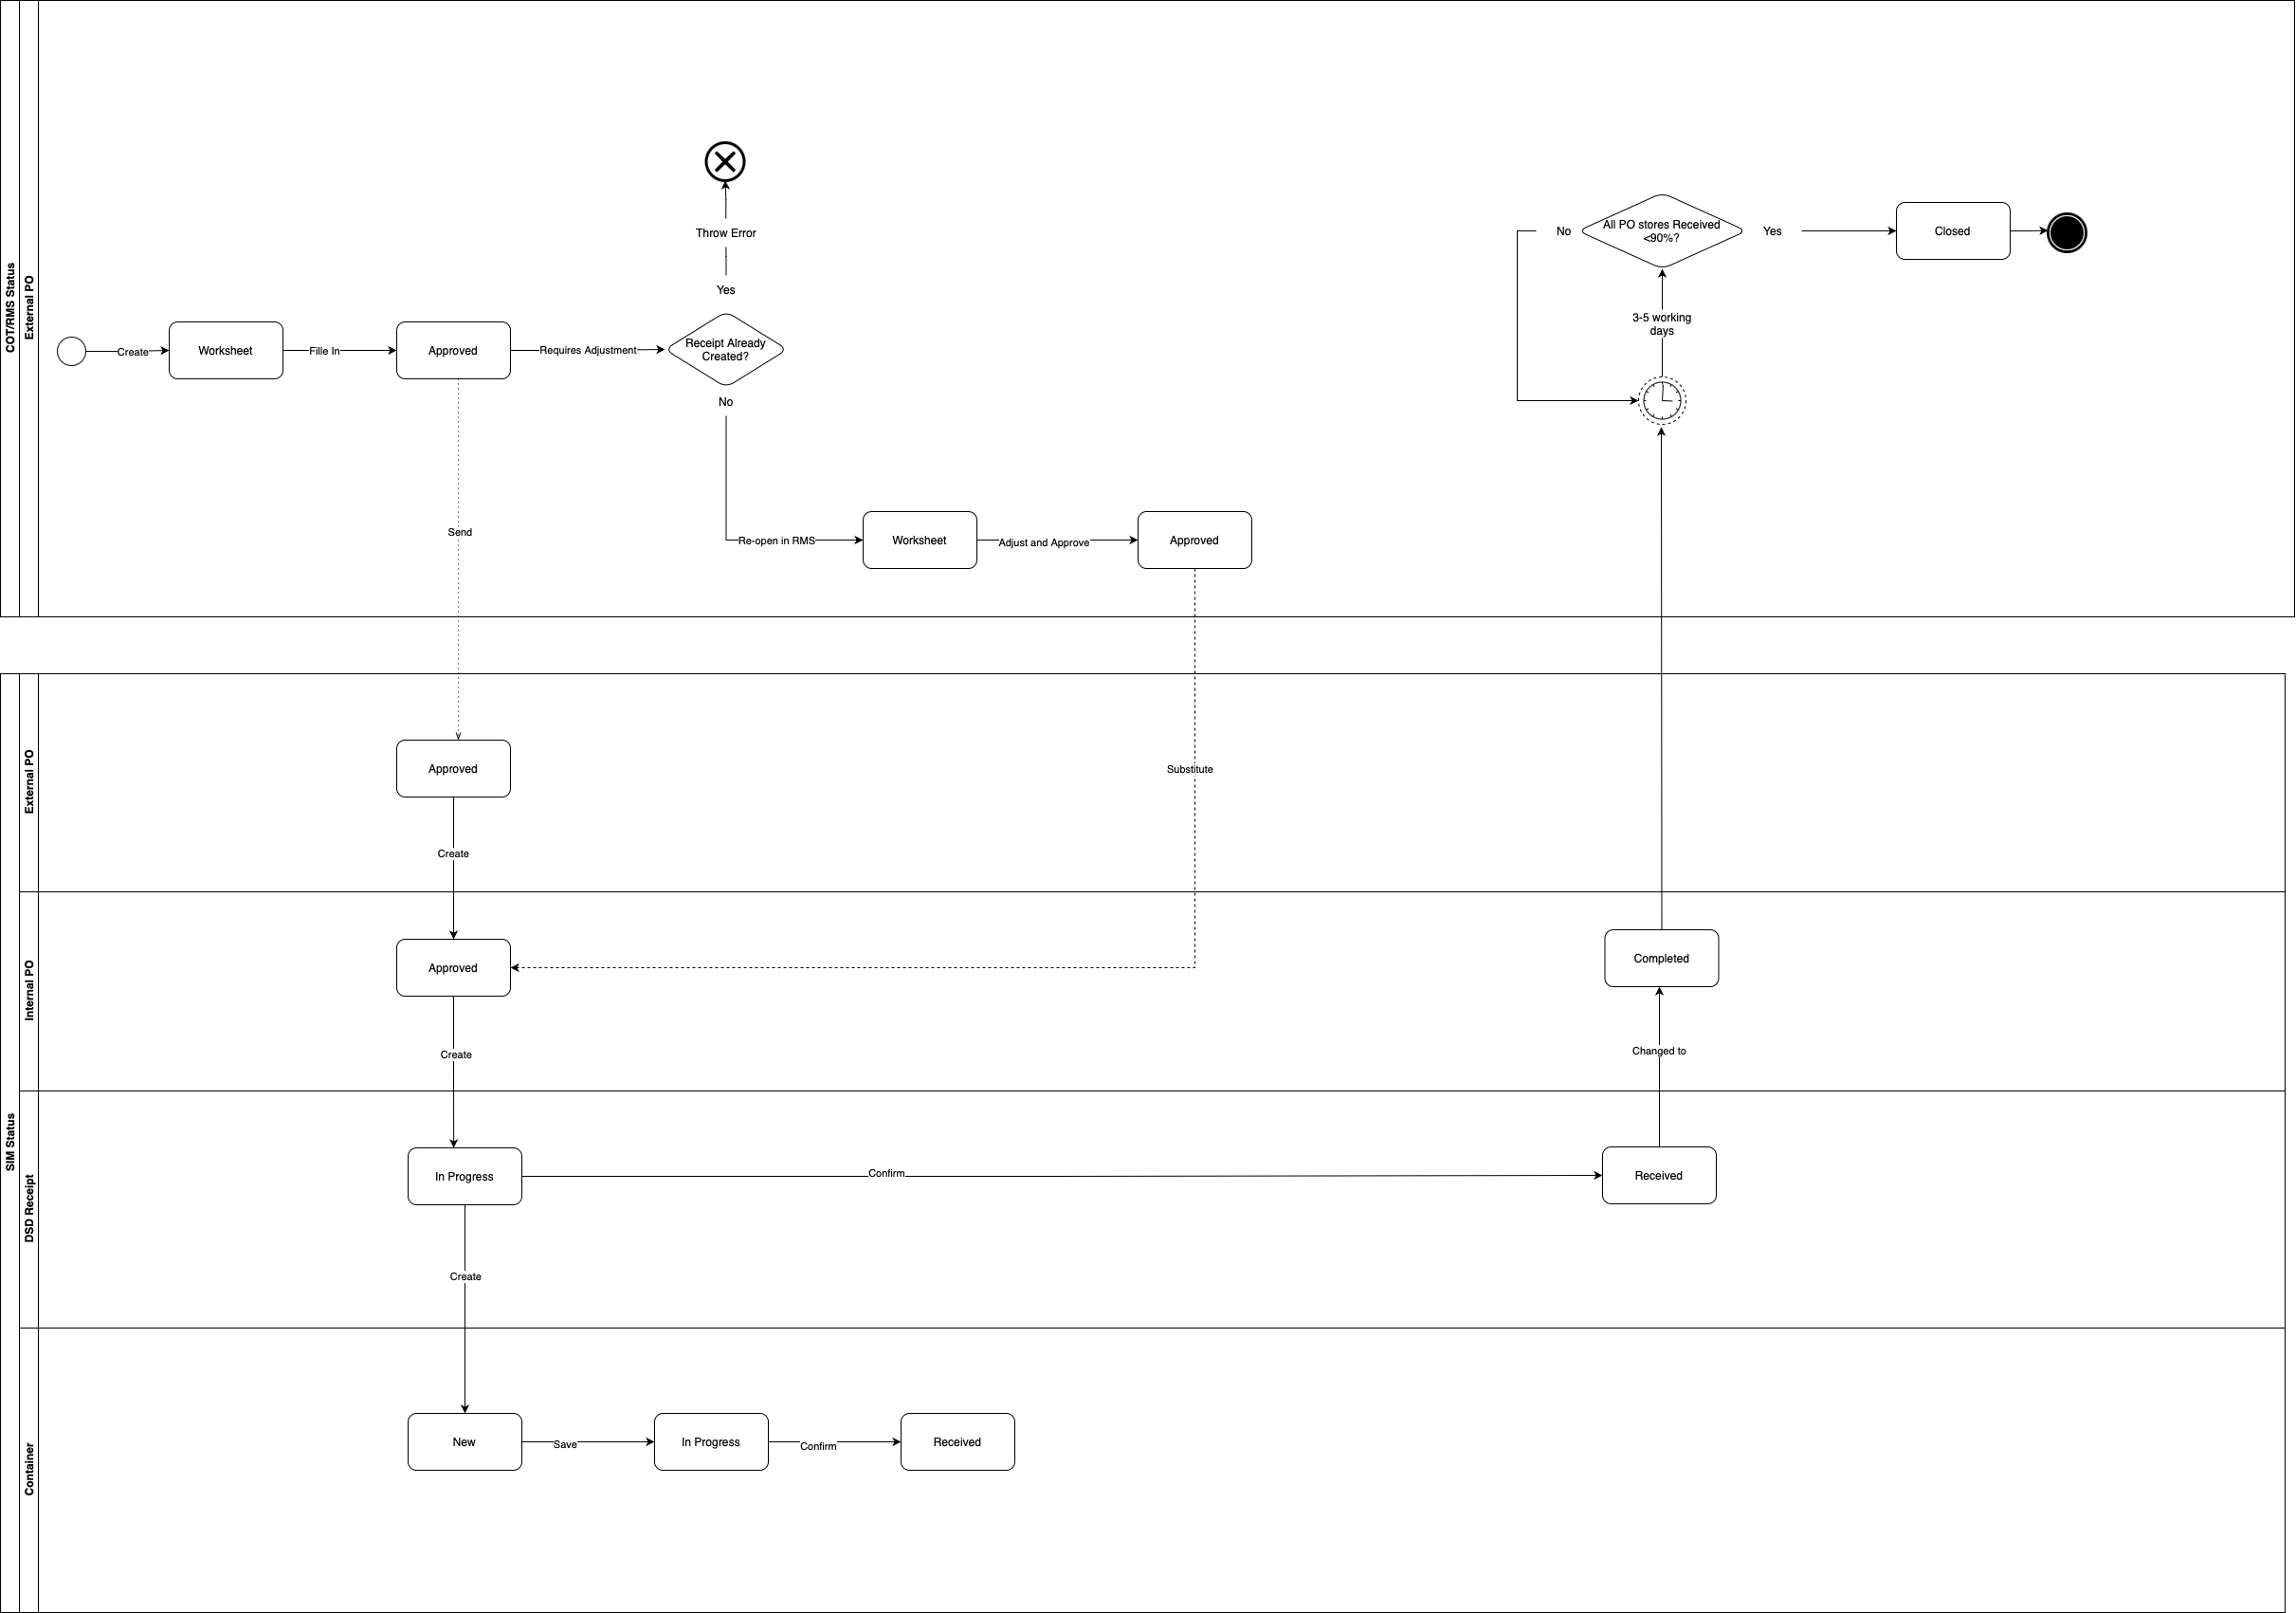 COT/RMS Status
External PO
Throw Error
Yes
Create
Worksheet
Fille In
Approved
Requires Adjustment
Receipt Already
Created?
No
Re-open in RMS
Worksheet
Adjust and Approve
Approved
Send
No
All PO stores Received
<90%?
Yes
Closed
3-5 working
days
SIM Status
External PO
Approved
Substitute
Create
Internal PO
Approved
Completed
Create
Changed to
DSD Receipt
In Progress
Confirm
Received
Create
Container
New
Save
In Progress
Confirm
Received